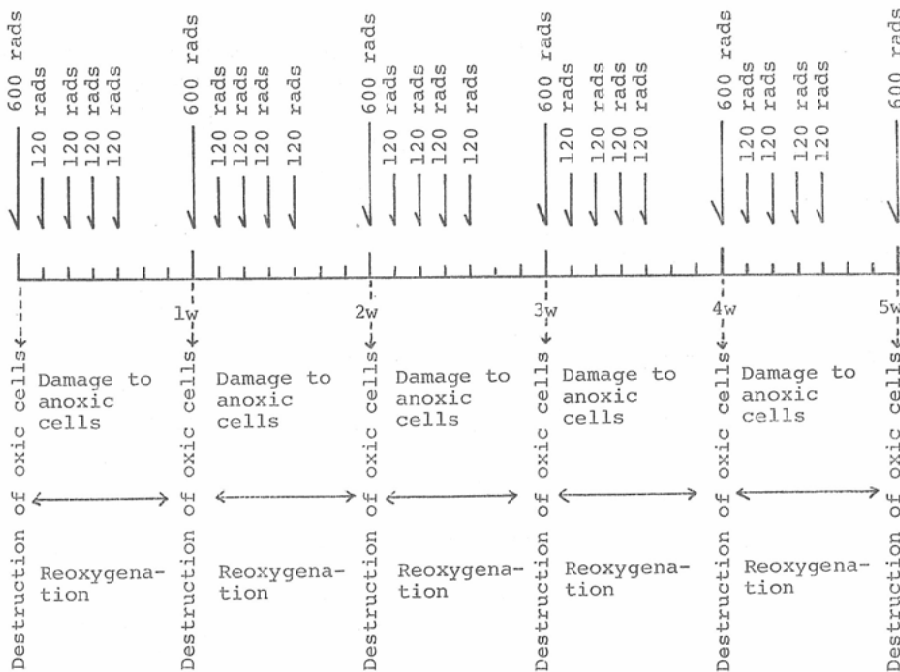 600 rads
120 rads
120 rads
120 rads
120 rads
600 rads
120 rads
120 rads
120 rads
120 rads
600 rads
120 rads
120 rads
120 rads
120 rads
600 rads
120 rads
120 rads
120 rads
120 rads
600 rads
120 rads
120 rads
120 rads
120 rads
600 rads
1w
2w
3w
4w
5w
Destruction of oxic cells
Damage to
anoxic
cells
Reoxygena-
tion
Destruction of oxic cells
Damage to
anoxic
cells
Reoxygena-
tion
Destruction of oxic cells
Damage to
anoxic
cells
Reoxygena-
tion
Destruction of oxic cells
Damage to
anoxic
cells
Reoxygena-
tion
Destruction of oxic cells
Damage to
anoxic
cells
Reoxygena-
tion
Destruction of oxic cells